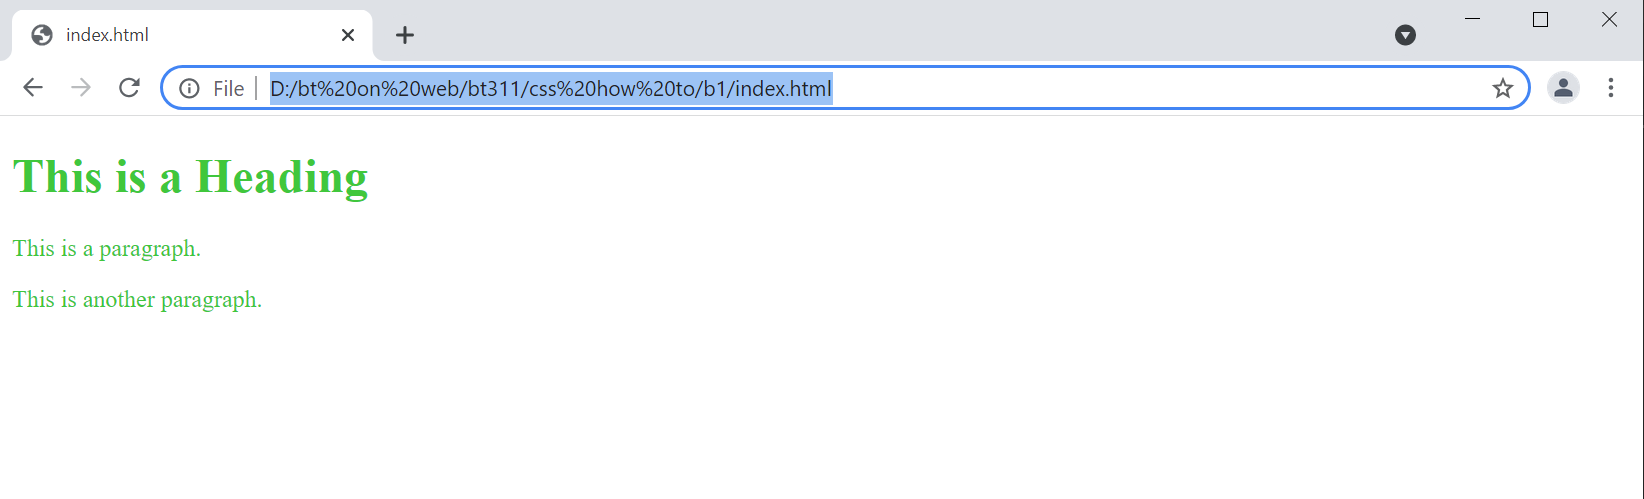 index.html
File D:/bt%20on%20web/bt311/css%20how%20to/b1/index.html
This is a Heading
This is a paragraph.
This is another paragraph.